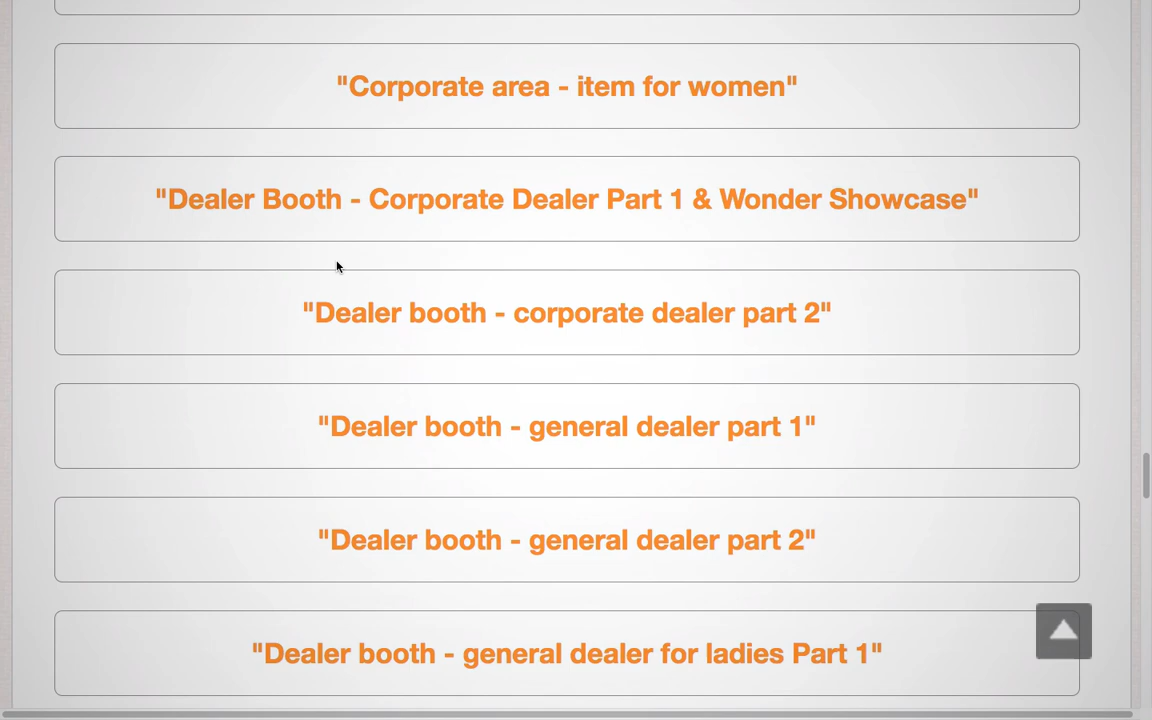 "Corporate area - item for women"
"Dealer Booth - Corporate Dealer Part 1 & Wonder Showcase"
"Dealer booth - corporate dealer part 2"
"Dealer booth - general dealer part 1"
"Dealer booth - general dealer part 2"
"Dealer booth - general dealer for ladies Part 1"